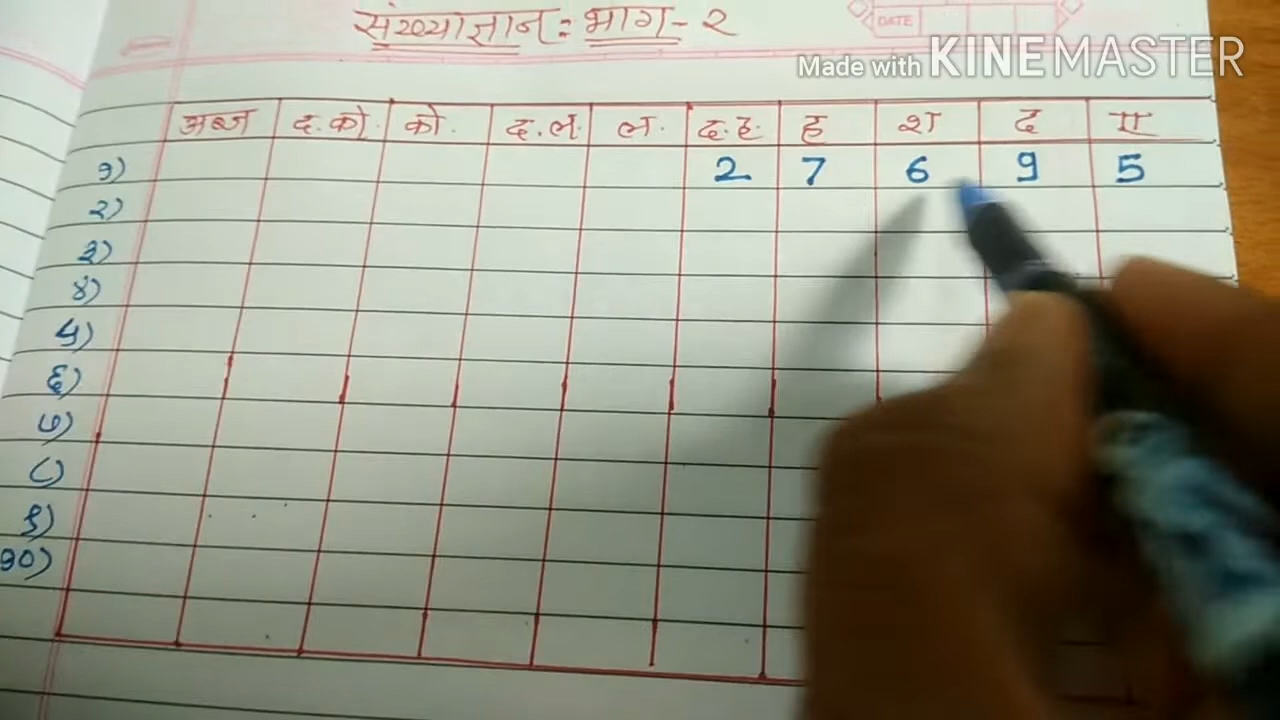 संख्याज्ञान : भाग - २
DATE
Made with KINEMASTER
अब्ज द.को. को. द.ल. ल. द.ह. ह श द ए
१) 2 7 6 9 5
२)
३)
४)
५)
६)
७)
८)
९)
१०)